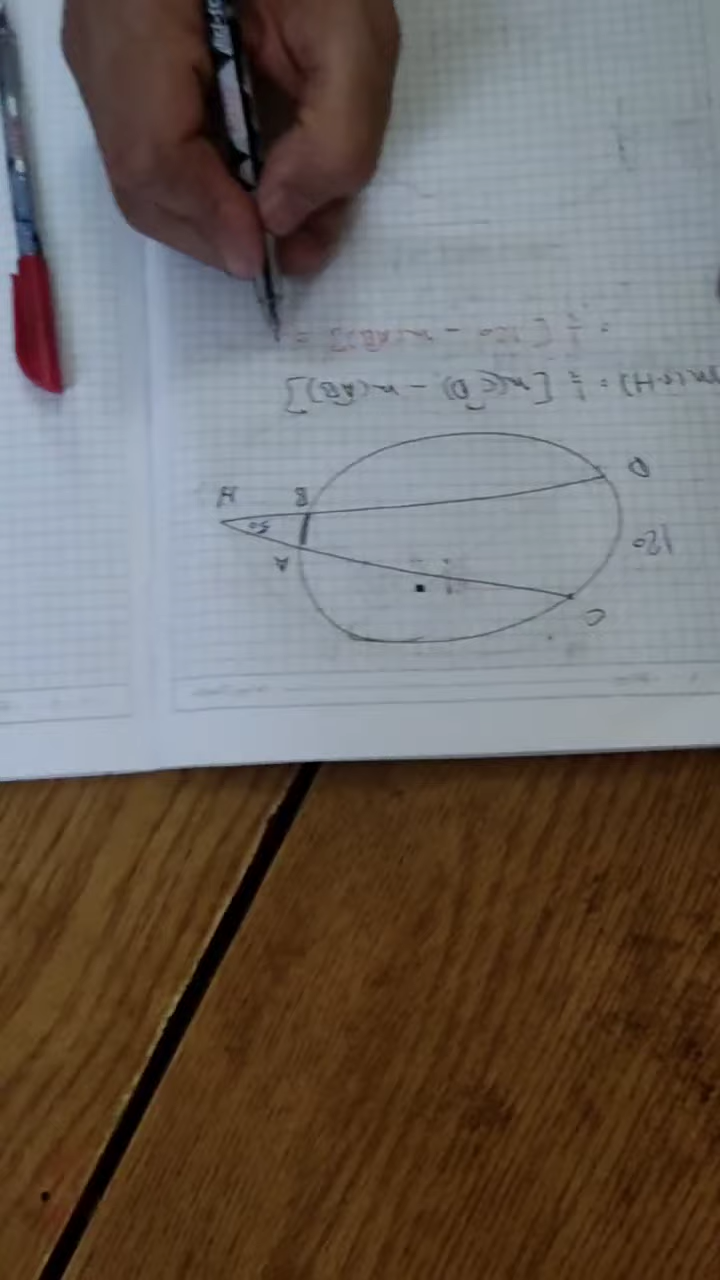 C
A
120
50
B
H
D
m(<H) = ½ [m(CD) - m(AB)]
= ½ [120 - m(AB)] =